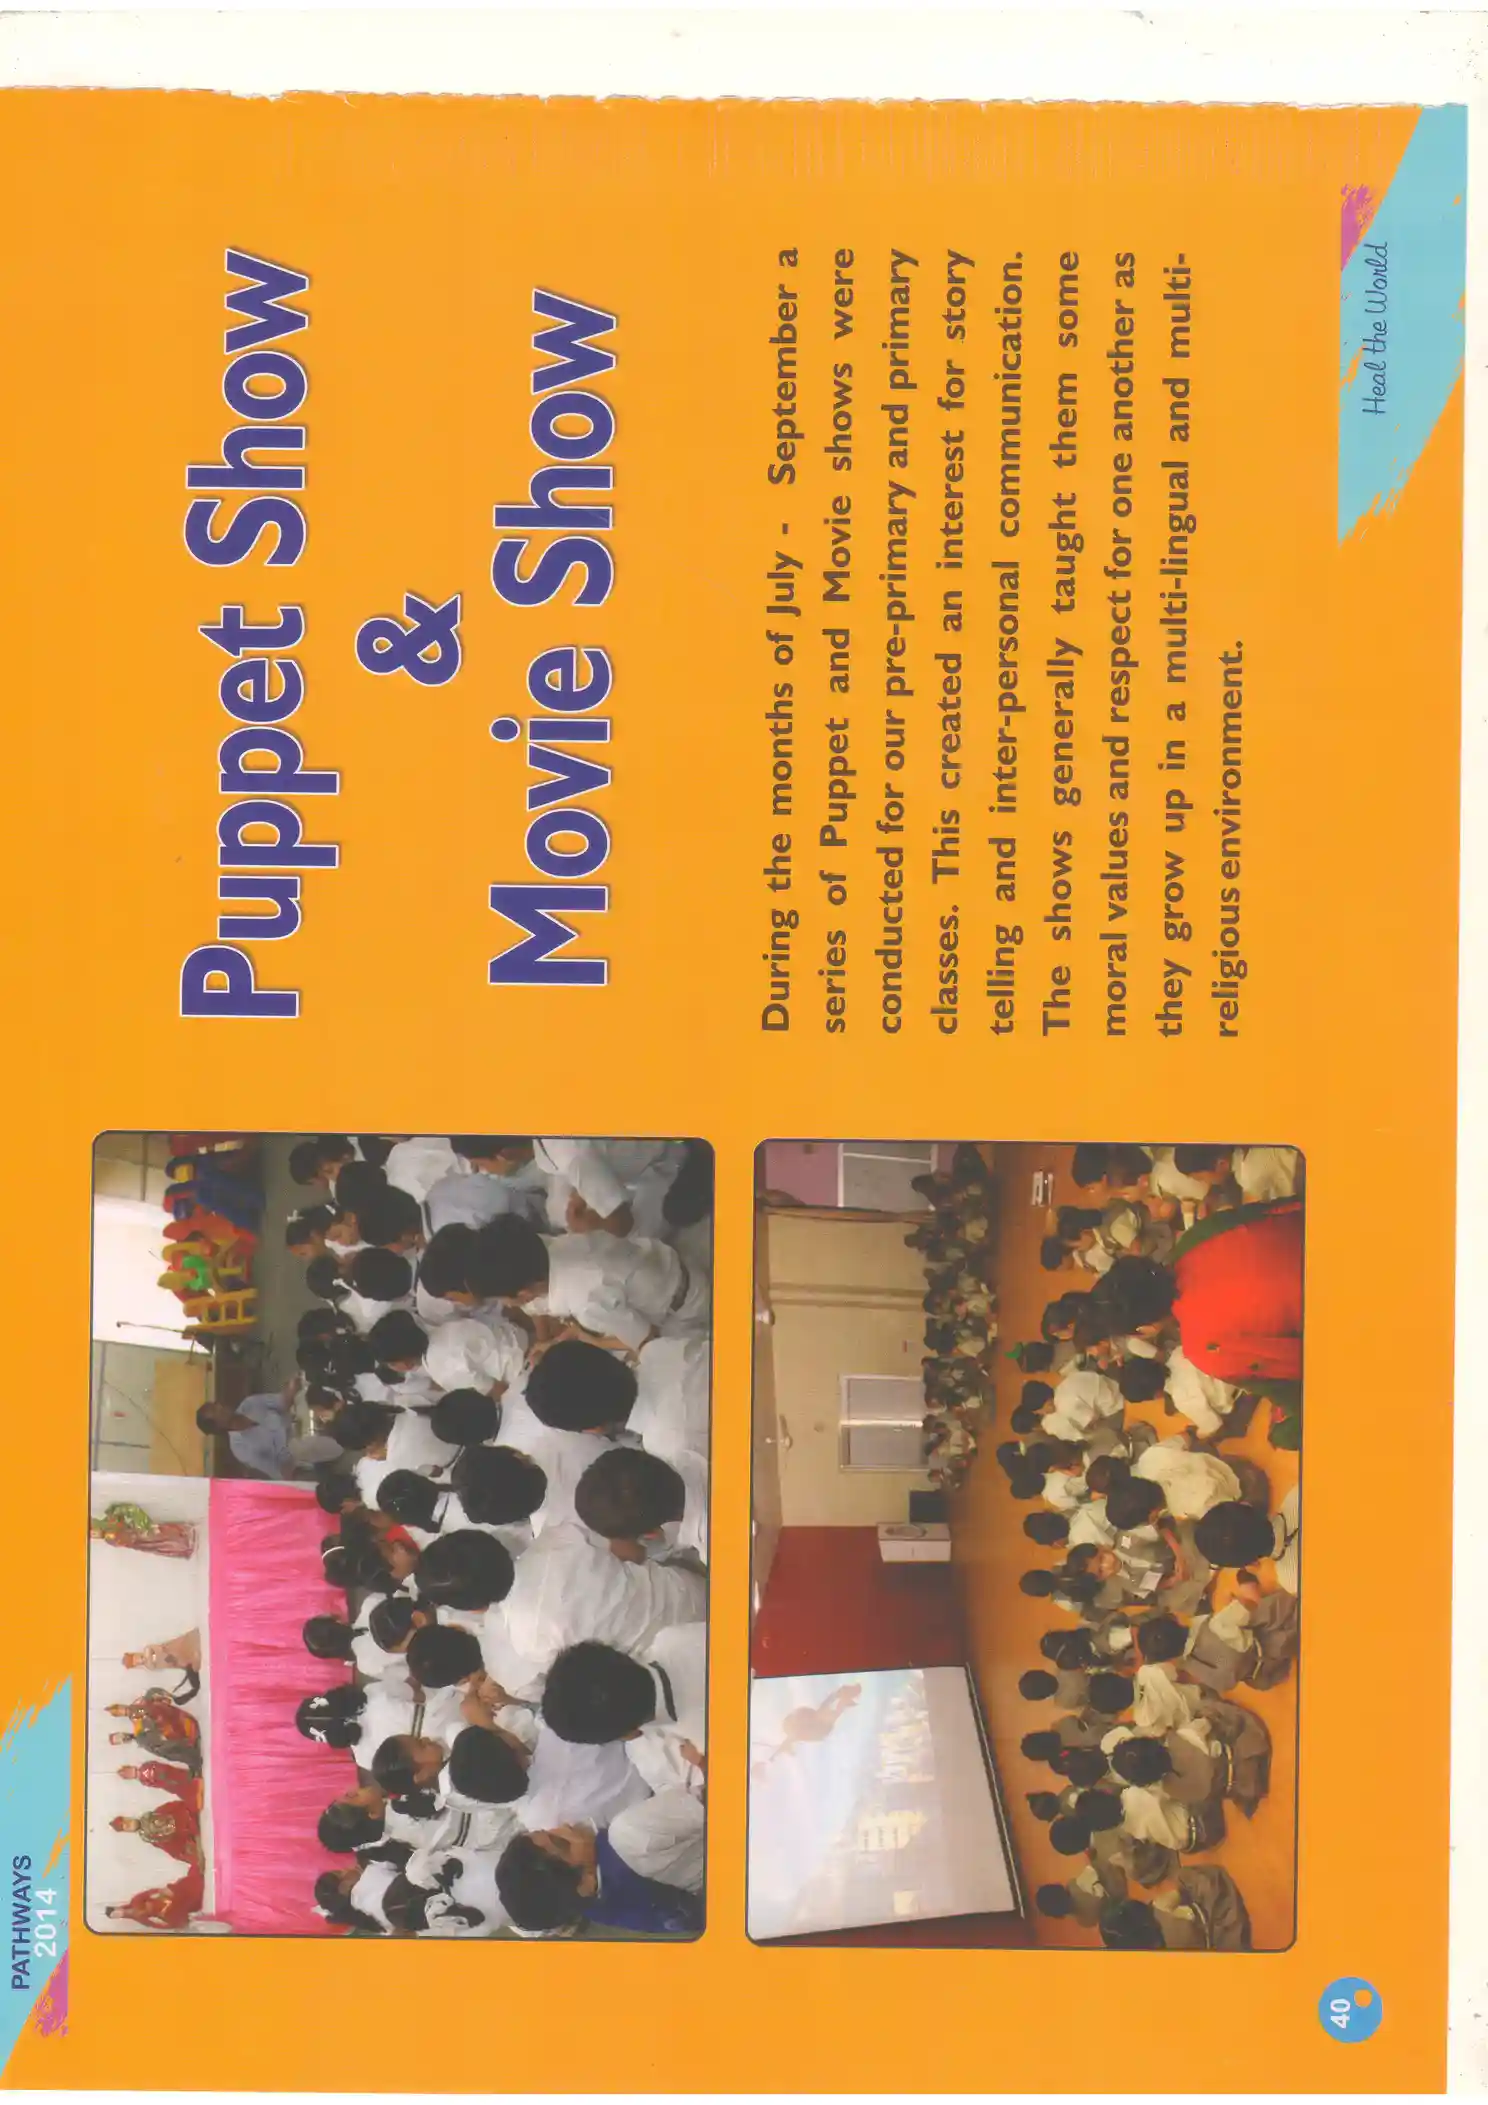 PATHWAYS
2014
Puppet Show
&
Movie Show
During the months of July - September a
series of Puppet and Movie shows were
conducted for our pre-primary and primary
classes. This created an interest for story
telling and inter-personal communication.
The shows generally taught them some
moral values and respect for one another as
they grow up in a multi-lingual and multi-
religious environment.
40
Heal the World